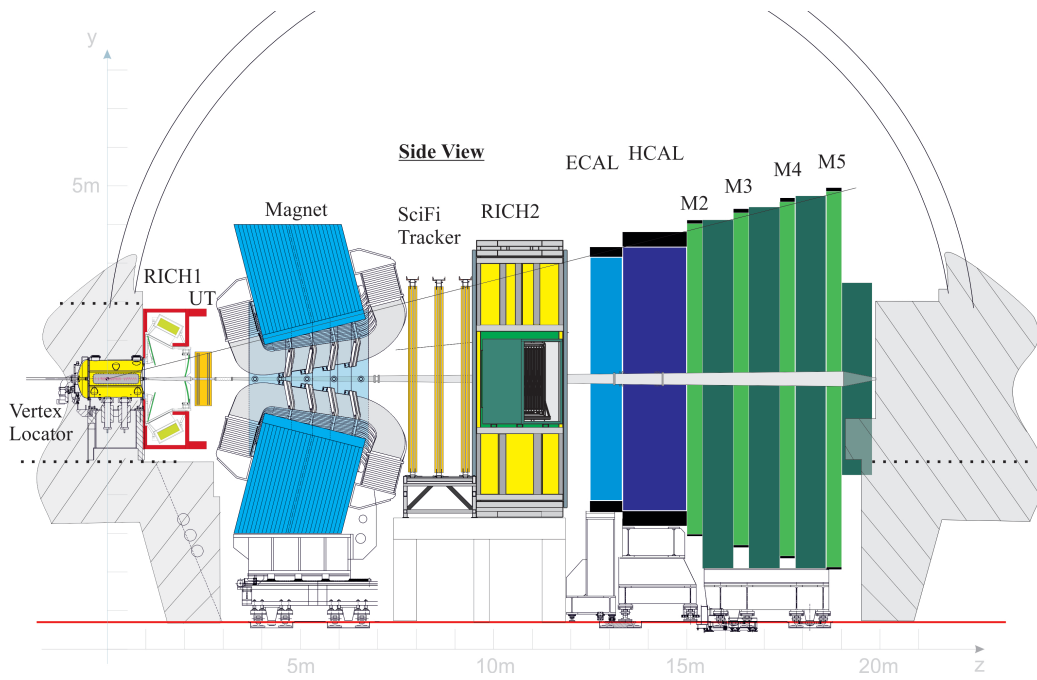 y
Side View
ECAL
HCAL
M5
M4
5m
M3
M2
Magnet
SciFi
Tracker
RICH2
RICH1
UT
Vertex
Locator
5m
10m
15m
20m
z